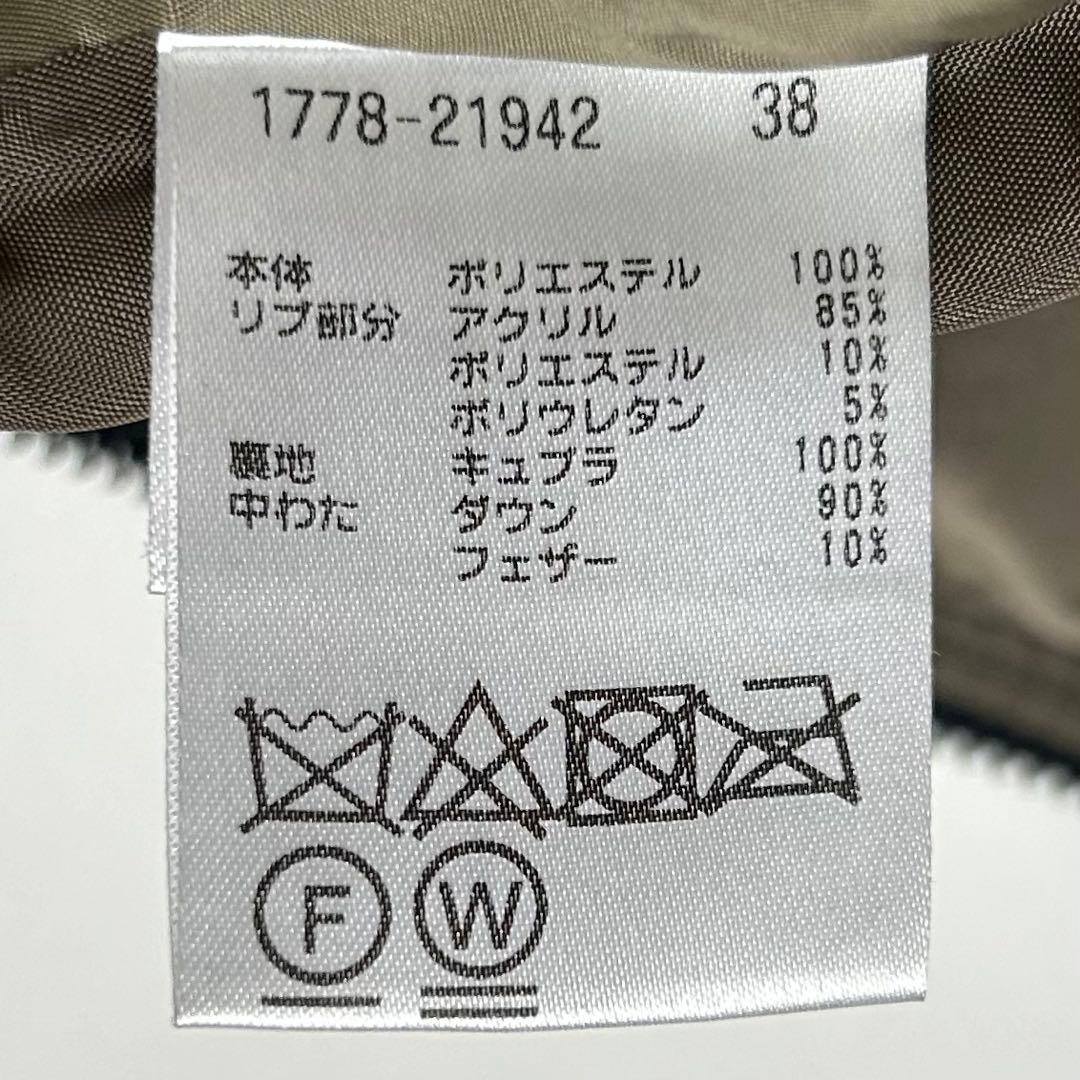 1778-21942 38
本体 ポリエステル 100%
リブ部分 アクリル 85%
ポリエステル 10%
ポリウレタン 5%
裏地 キュプラ 100%
中わた ダウン 90%
フェザー 10%
F W